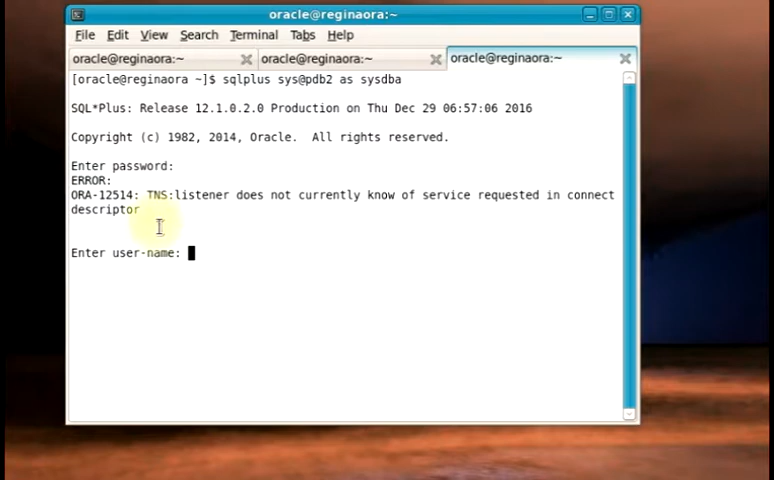 oracle@reginaora:~
File Edit View Search Terminal Tabs Help
oracle@reginaora:~ oracle@reginaora:~ oracle@reginaora:~
[oracle@reginaora ~]$ sqlplus sys@pdb2 as sysdba
SQL*Plus: Release 12.1.0.2.0 Production on Thu Dec 29 06:57:06 2016
Copyright (c) 1982, 2014, Oracle.  All rights reserved.
Enter password:
ERROR:
ORA-12514: TNS:listener does not currently know of service requested in connect
descriptor
Enter user-name: